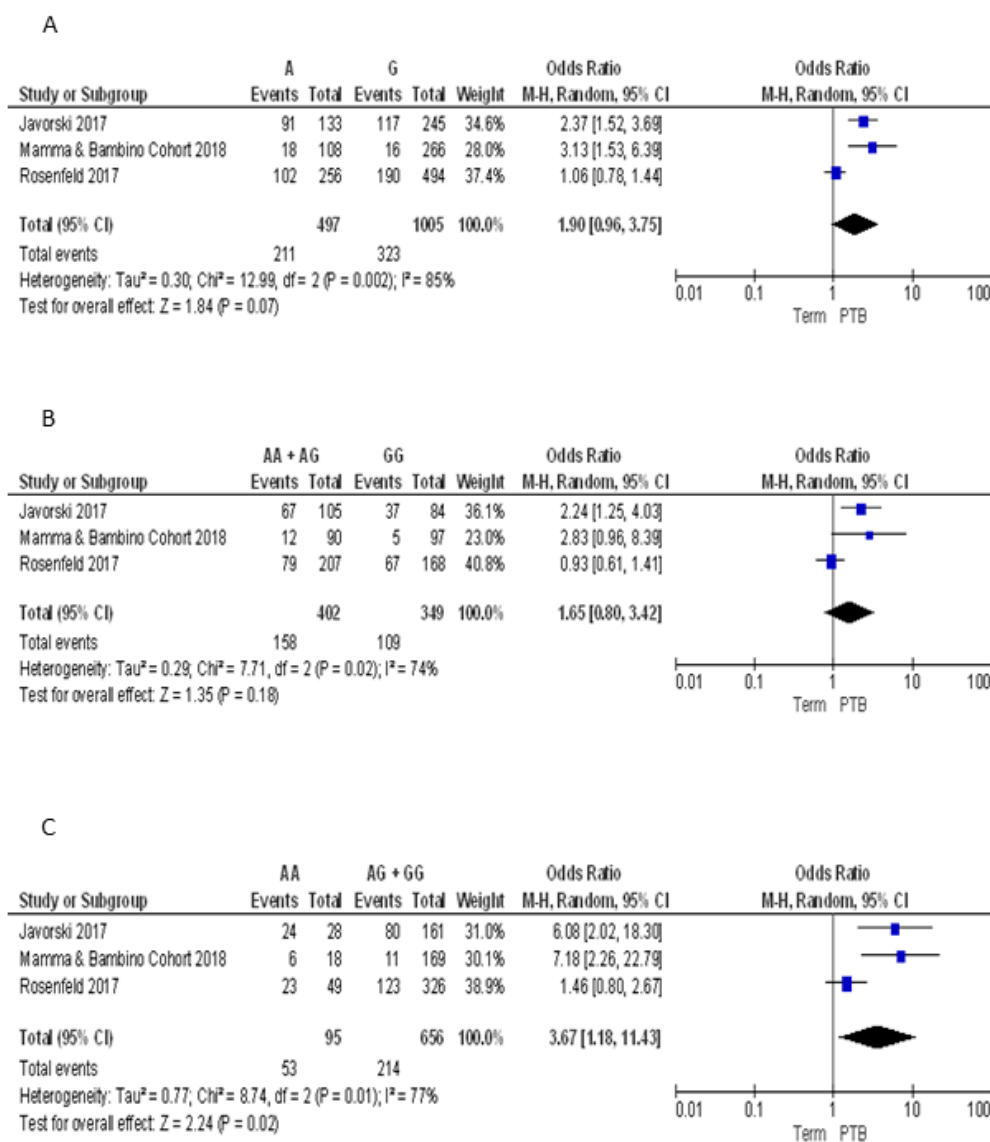 A
A G Odds Ratio Odds Ratio
Study or Subgroup Events Total Events Total Weight M-H, Random, 95% CI M-H, Random, 95% CI
Javorski 2017 91 133 117 245 34.6% 2.37 [1.52, 3.69]
Mamma & Bambino Cohort 2018 18 108 16 266 28.0% 3.13 [1.53, 6.39]
Rosenfeld 2017 102 256 190 494 37.4% 1.06 [0.78, 1.44]
Total (95% CI) 497 1005 100.0% 1.90 [0.96, 3.75]
Total events 211 323
Heterogeneity: Tau² = 0.30; Chi² = 12.99, df = 2 (P = 0.002); I² = 85%
Test for overall effect: Z = 1.84 (P = 0.07)
0.01 0.1 1 10 100
Term PTB
B
AA + AG GG Odds Ratio Odds Ratio
Study or Subgroup Events Total Events Total Weight M-H, Random, 95% CI M-H, Random, 95% CI
Javorski 2017 67 105 37 84 36.1% 2.24 [1.25, 4.03]
Mamma & Bambino Cohort 2018 12 90 5 97 23.0% 2.83 [0.96, 8.39]
Rosenfeld 2017 79 207 67 168 40.8% 0.93 [0.61, 1.41]
Total (95% CI) 402 349 100.0% 1.65 [0.80, 3.42]
Total events 158 109
Heterogeneity: Tau² = 0.29; Chi² = 7.71, df = 2 (P = 0.02); I² = 74%
Test for overall effect: Z = 1.35 (P = 0.18)
0.01 0.1 1 10 100
Term PTB
C
AA AG + GG Odds Ratio Odds Ratio
Study or Subgroup Events Total Events Total Weight M-H, Random, 95% CI M-H, Random, 95% CI
Javorski 2017 24 28 80 161 31.0% 6.08 [2.02, 18.30]
Mamma & Bambino Cohort 2018 6 18 11 169 30.1% 7.18 [2.26, 22.79]
Rosenfeld 2017 23 49 123 326 38.9% 1.46 [0.80, 2.67]
Total (95% CI) 95 656 100.0% 3.67 [1.18, 11.43]
Total events 53 214
Heterogeneity: Tau² = 0.77; Chi² = 8.74, df = 2 (P = 0.01); I² = 77%
Test for overall effect: Z = 2.24 (P = 0.02)
0.01 0.1 1 10 100
Term PTB